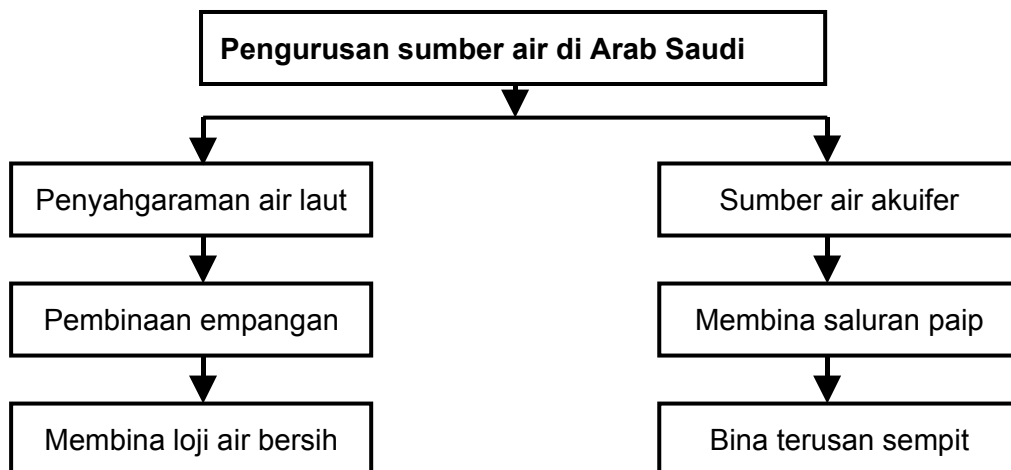 Pengurusan sumber air di Arab Saudi
Penyahgaraman air laut
Sumber air akuifer
Pembinaan empangan
Membina saluran paip
Membina loji air bersih
Bina terusan sempit